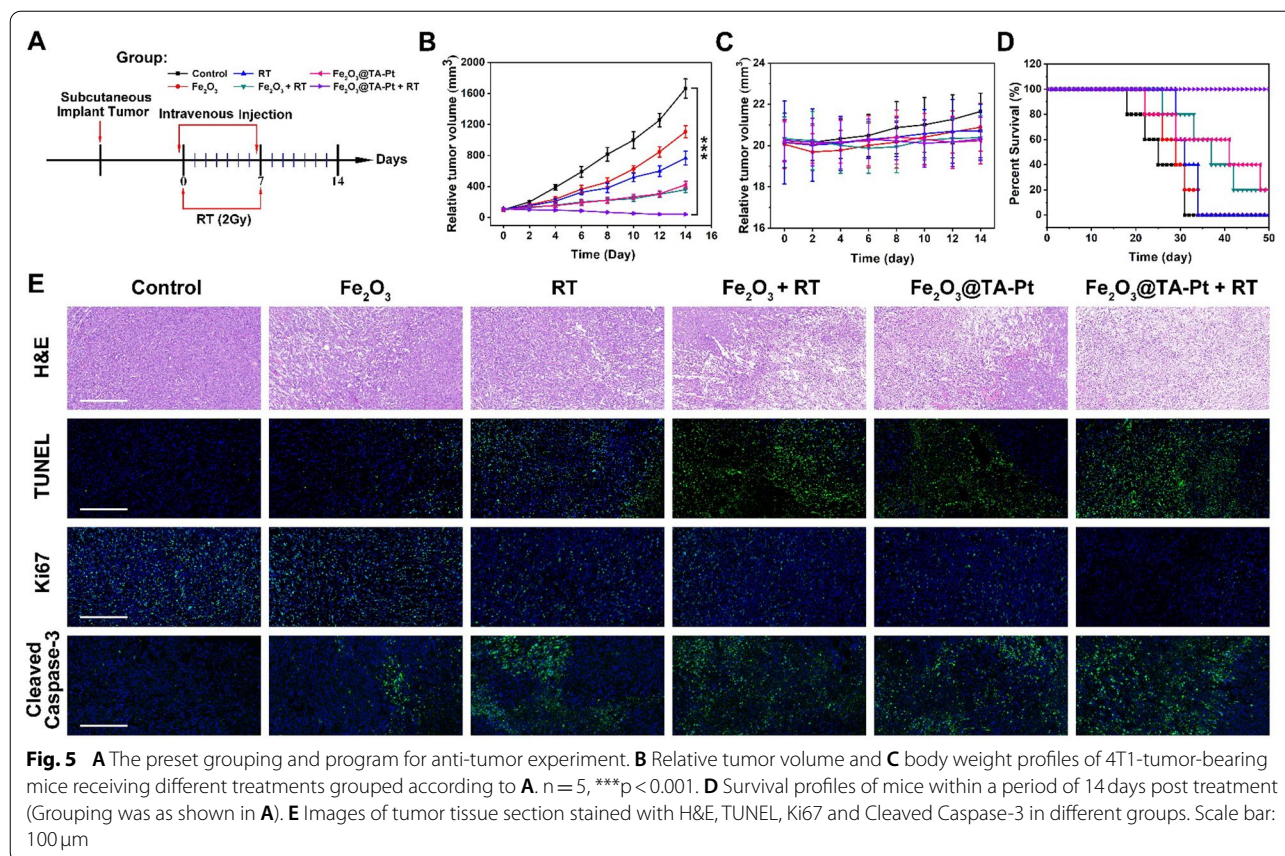 A
Group:
Control
RT
Fe₂O₃@TA-Pt
Fe₂O₃
Fe₂O₃ + RT
Fe₂O₃@TA-Pt + RT
Subcutaneous
Implant Tumor
Intravenous Injection
Days
0
7
14
RT (2Gy)
B
Relative tumor volume (mm³)
2000
1600
1200
800
400
0
***
0 2 4 6 8 10 12 14 16
Time (Day)
C
Relative tumor volume (mm³)
24
22
20
18
16
0 2 4 6 8 10 12 14
Time (day)
D
Percent Survival (%)
120
100
80
60
40
20
0
0 10 20 30 40 50
Time (day)
E
Control
Fe₂O₃
RT
Fe₂O₃ + RT
Fe₂O₃@TA-Pt
Fe₂O₃@TA-Pt + RT
H&E
TUNEL
Ki67
Cleaved
Caspase-3
Fig. 5 A The preset grouping and program for anti-tumor experiment. B Relative tumor volume and C body weight profiles of 4T1-tumor-bearing
mice receiving different treatments grouped according to A. n = 5, ***p < 0.001. D Survival profiles of mice within a period of 14 days post treatment
(Grouping was as shown in A). E Images of tumor tissue section stained with H&E, TUNEL, Ki67 and Cleaved Caspase-3 in different groups. Scale bar:
100 µm